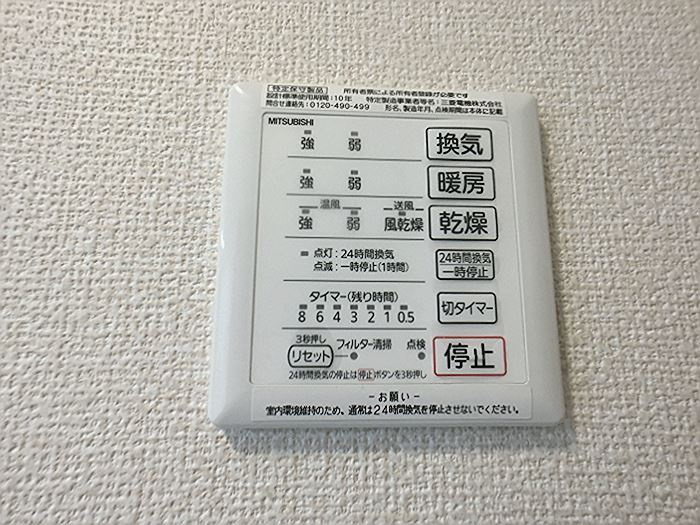 特定保守製品 所有者票による所有者登録が必要です
設計標準使用期間:10年 特定製造事業者等名:三菱電機株式会社
問合せ連絡先:0120-490-499 形名、製造年月、点検期間は本体に記載
MITSUBISHI
強 弱 換気
強 弱 暖房
温風 送風
強 弱 風乾燥 乾燥
点灯:24時間換気
点滅:一時停止(1時間)
24時間換気
一時停止
タイマー(残り時間)
8 6 4 3 2 1 0.5
切タイマー
3秒押し
リセット フィルター清掃 点検
停止
24時間換気の停止は停止ボタンを3秒押し
-お願い-
室内環境維持のため、通常は24時間換気を停止させないでください。